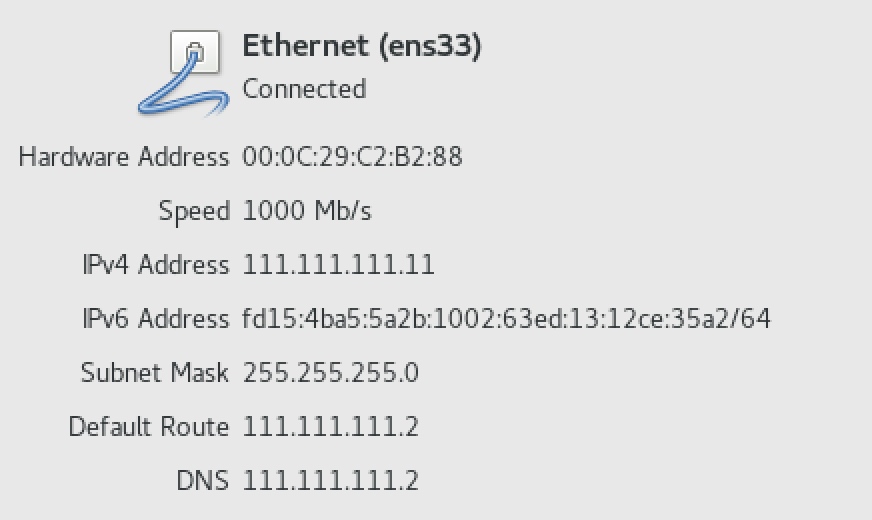 Ethernet (ens33)
Connected
Hardware Address 00:0C:29:C2:B2:88
Speed 1000 Mb/s
IPv4 Address 111.111.111.11
IPv6 Address fd15:4ba5:5a2b:1002:63ed:13:12ce:35a2/64
Subnet Mask 255.255.255.0
Default Route 111.111.111.2
DNS 111.111.111.2